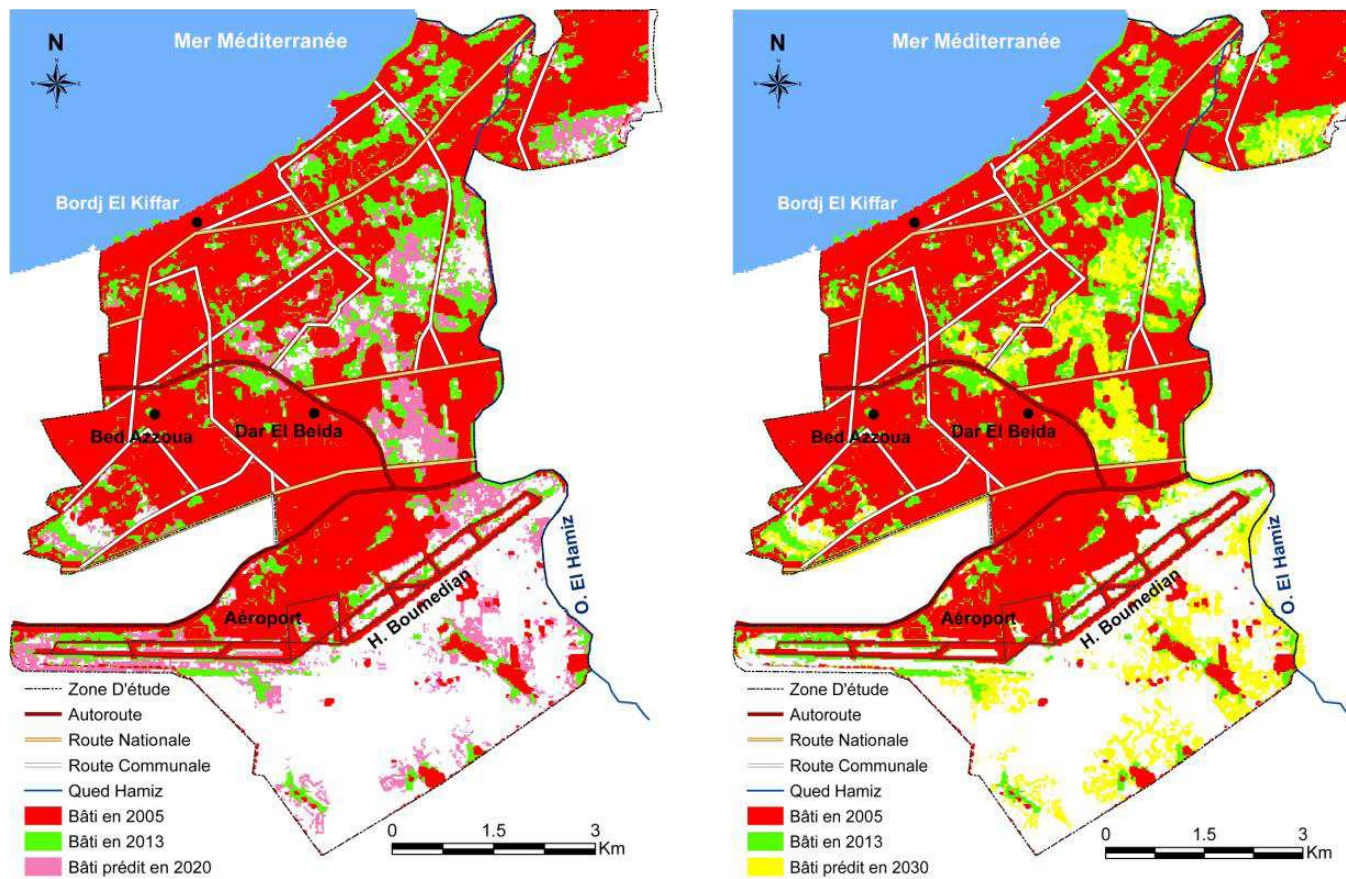 Mer Méditerranée
N
Bordj El Kiffar
Bed Azzoua
Dar El Beida
O. El Hamiz
Aéroport
H. Boumedian
Zone D'étude
Autoroute
Route Nationale
Route Communale
Qued Hamiz
Bâti en 2005
Bâti en 2013
Bâti prédit en 2020
0 1.5 3
Km
Mer Méditerranée
N
Bordj El Kiffar
Bed Azzoua
Dar El Beida
O. El Hamiz
Aéroport
H. Boumedian
Zone D'étude
Autoroute
Route Nationale
Route Communale
Qued Hamiz
Bâti en 2005
Bâti en 2013
Bâti prédit en 2030
0 1.5 3
Km